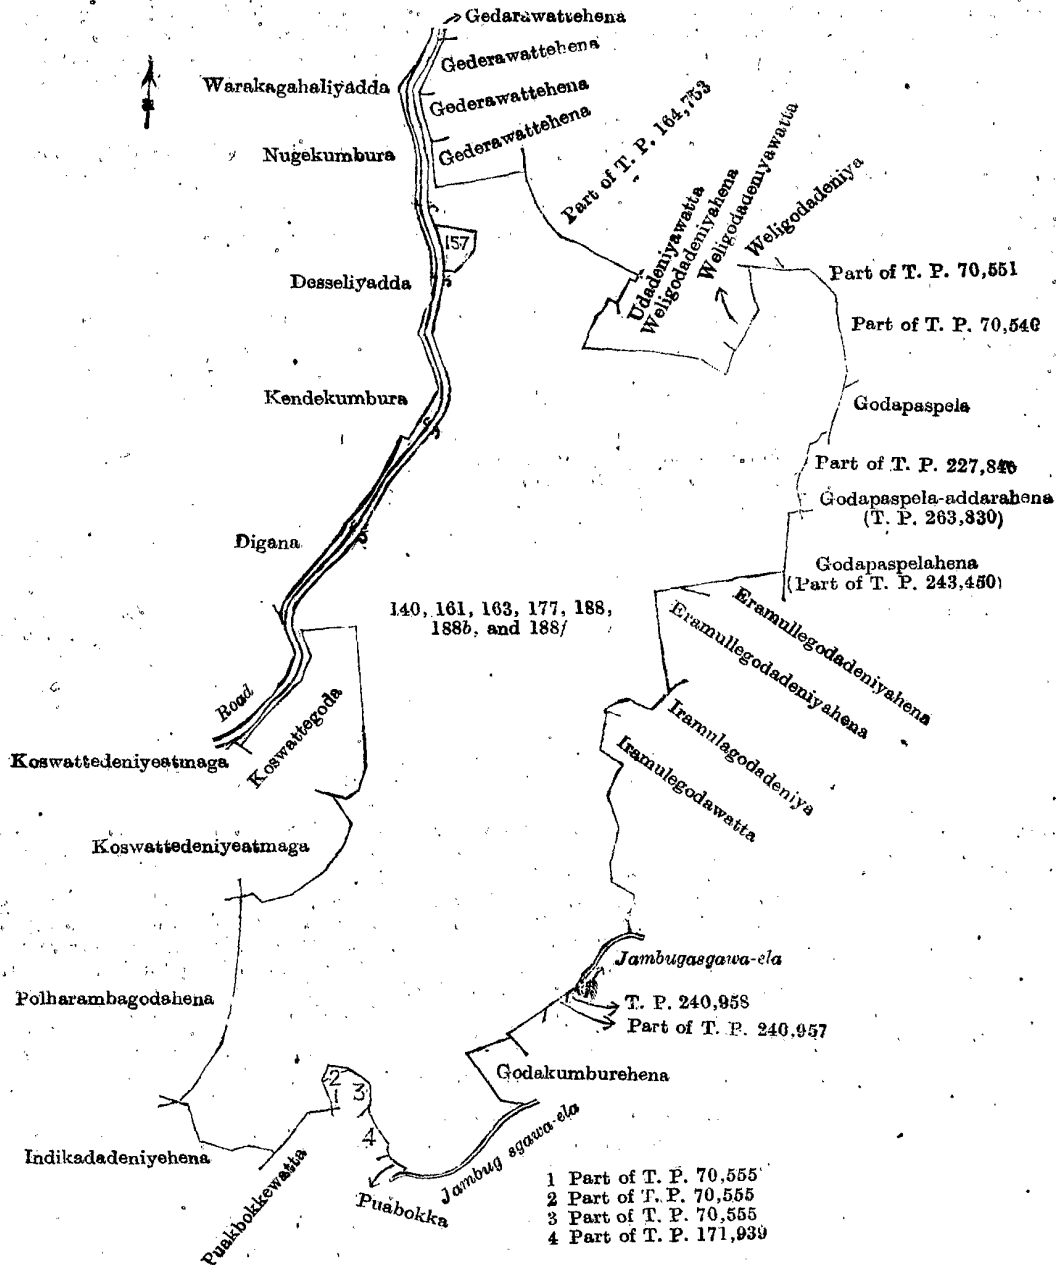 Gedarawattehena
Gederawattehena
Warakagahaliyadda
Gederawattehena
Gederawattehena
Nugekumbura
Part of T. P. 164,753
157
Desseliyadda
Udadeniyawatta
Weligodadeniyahena
Weligodadeniyawatta
Weligodadeniya
Part of T. P. 70,551
Part of T. P. 70,546
Kendekumbura
Godapaspela
Part of T. P.
Godapaspela-addarahena
(T. P. 263,830)
Digana
Godapaspelahena
(Part of T. P. 243,450)
140, 161, 163, 177, 188,
188b, and 188f
Eramullegodadeniyahena
Eramullegodadeniyahena
Iramulagodadeniya
Iramulegodawatta
Road
Koswattegoda
Koswattedeniyeatmaga
Koswattedeniyeatmaga
Jambugasgawa-ela
Polharambagodahena
T. P. 240,958
Part of T. P. 240,957
Godakumburehena
2
1
3
4
Jambug sgawa-ela
Indikadadeniyehena
Puakbokkewatta
Puabokka
1 Part of T. P. 70,555
2 Part of T. P. 70,555
3 Part of T. P. 70,555
4 Part of T. P. 171,939